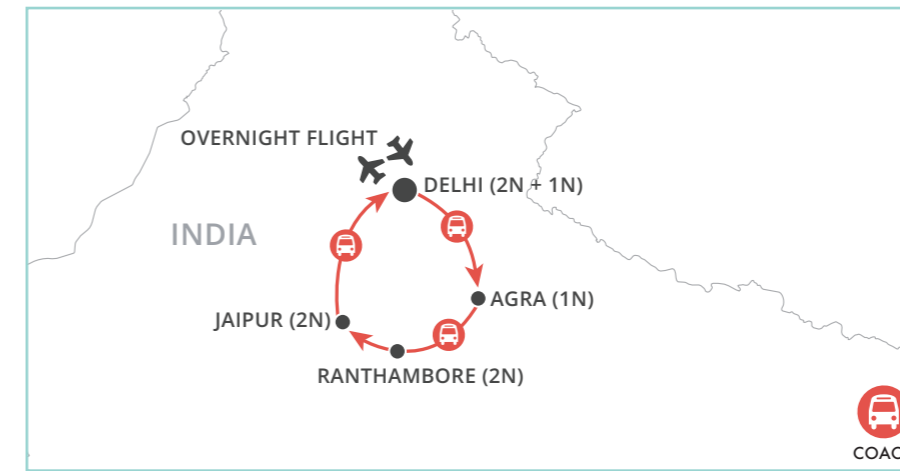 OVERNIGHT FLIGHT
DELHI (2N + 1N)
INDIA
AGRA (1N)
JAIPUR (2N)
RANTHAMBORE (2N)